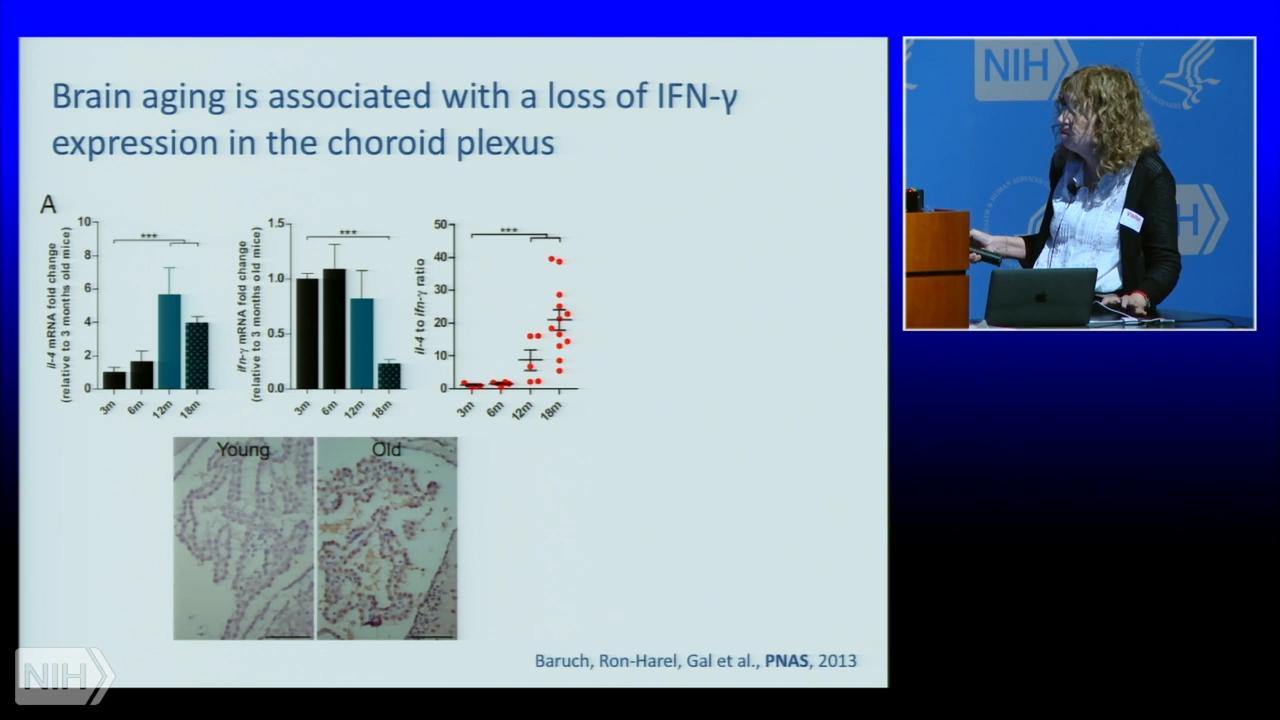 Brain aging is associated with a loss of IFN-γ
expression in the choroid plexus
A
il-4 mRNA fold change
(relative to 3 months old mice)
10
8
6
4
2
0
***
3m
6m
12m
18m
ifn-γ mRNA fold change
(relative to 3 months old mice)
1.5
1.0
0.5
0.0
***
3m
6m
12m
18m
il-4 to ifn-γ ratio
50
40
30
20
10
0
***
3m
6m
12m
18m
Young
Old
Baruch, Ron-Harel, Gal et al., PNAS, 2013
NIH
NIH
H